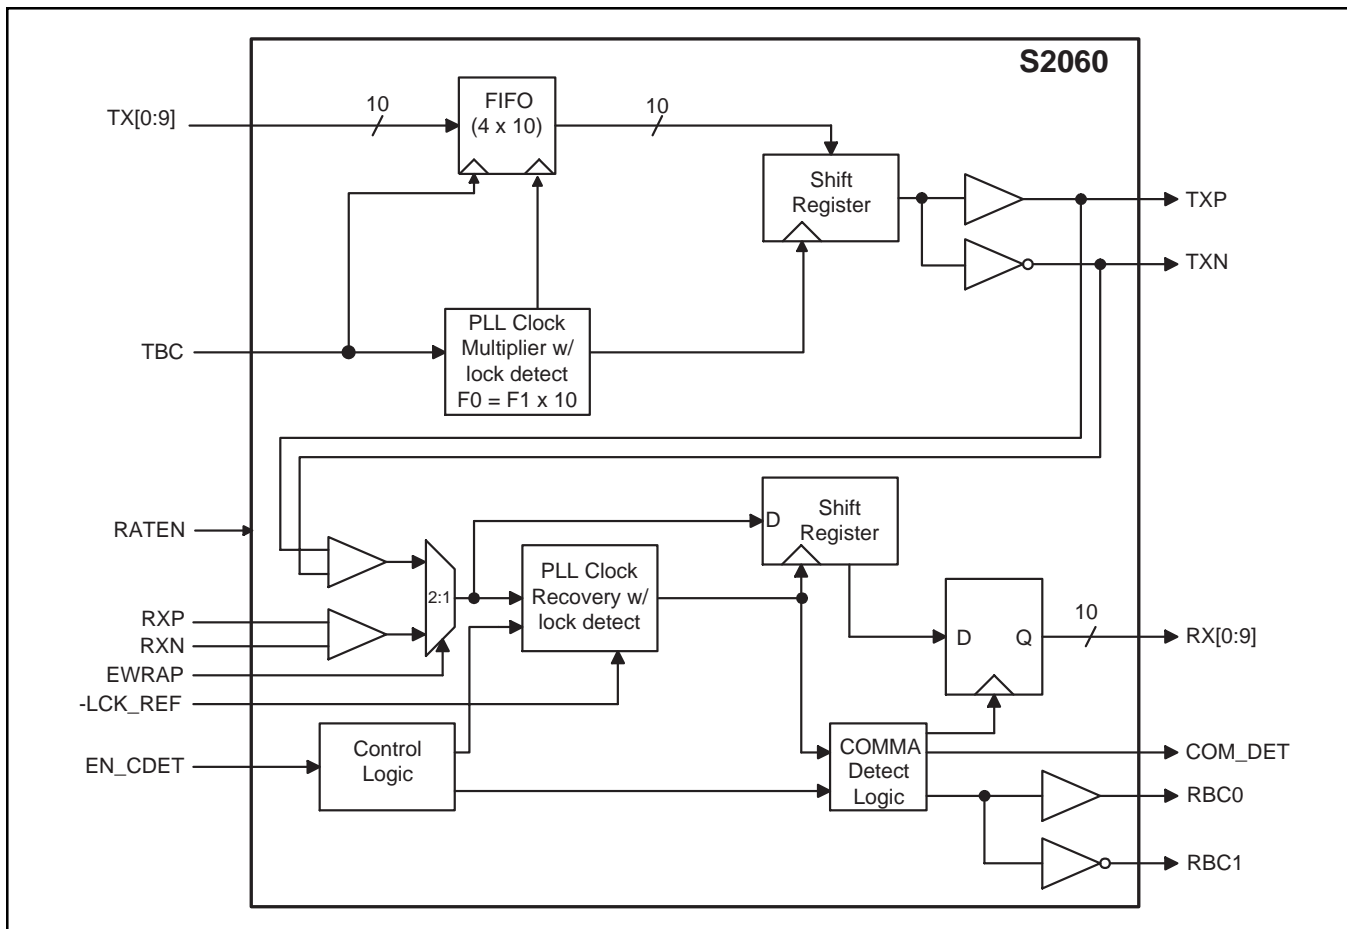 S2060
TX[0:9]
10
FIFO
(4 x 10)
10
Shift
Register
TXP
TXN
TBC
PLL Clock
Multiplier w/
lock detect
F0 = F1 x 10
RATEN
D
Shift
Register
PLL Clock
Recovery w/
lock detect
2:1
RXP
RXN
EWRAP
-LCK_REF
D
Q
10
RX[0:9]
EN_CDET
Control
Logic
COMMA
Detect
Logic
COM_DET
RBC0
RBC1